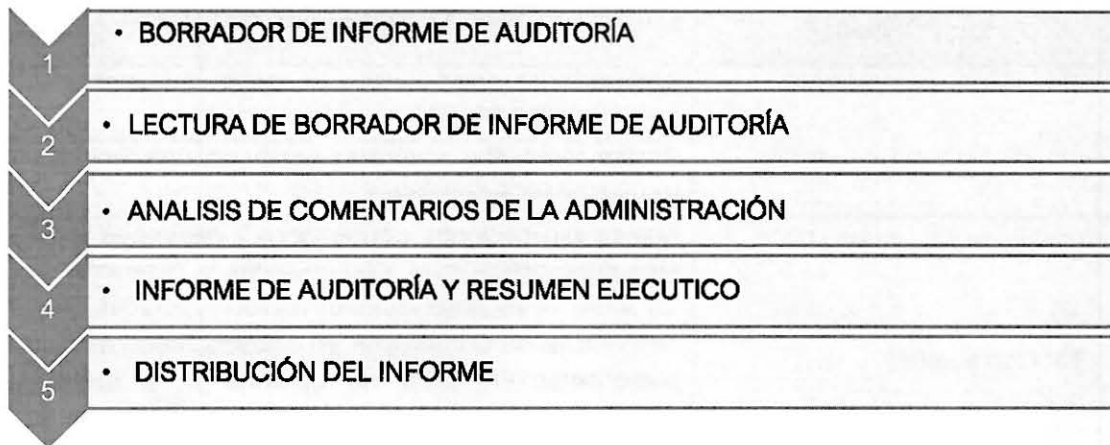 1
• BORRADOR DE INFORME DE AUDITORÍA
2
• LECTURA DE BORRADOR DE INFORME DE AUDITORÍA
3
• ANALISIS DE COMENTARIOS DE LA ADMINISTRACIÓN
4
• INFORME DE AUDITORÍA Y RESUMEN EJECUTICO
5
• DISTRIBUCIÓN DEL INFORME